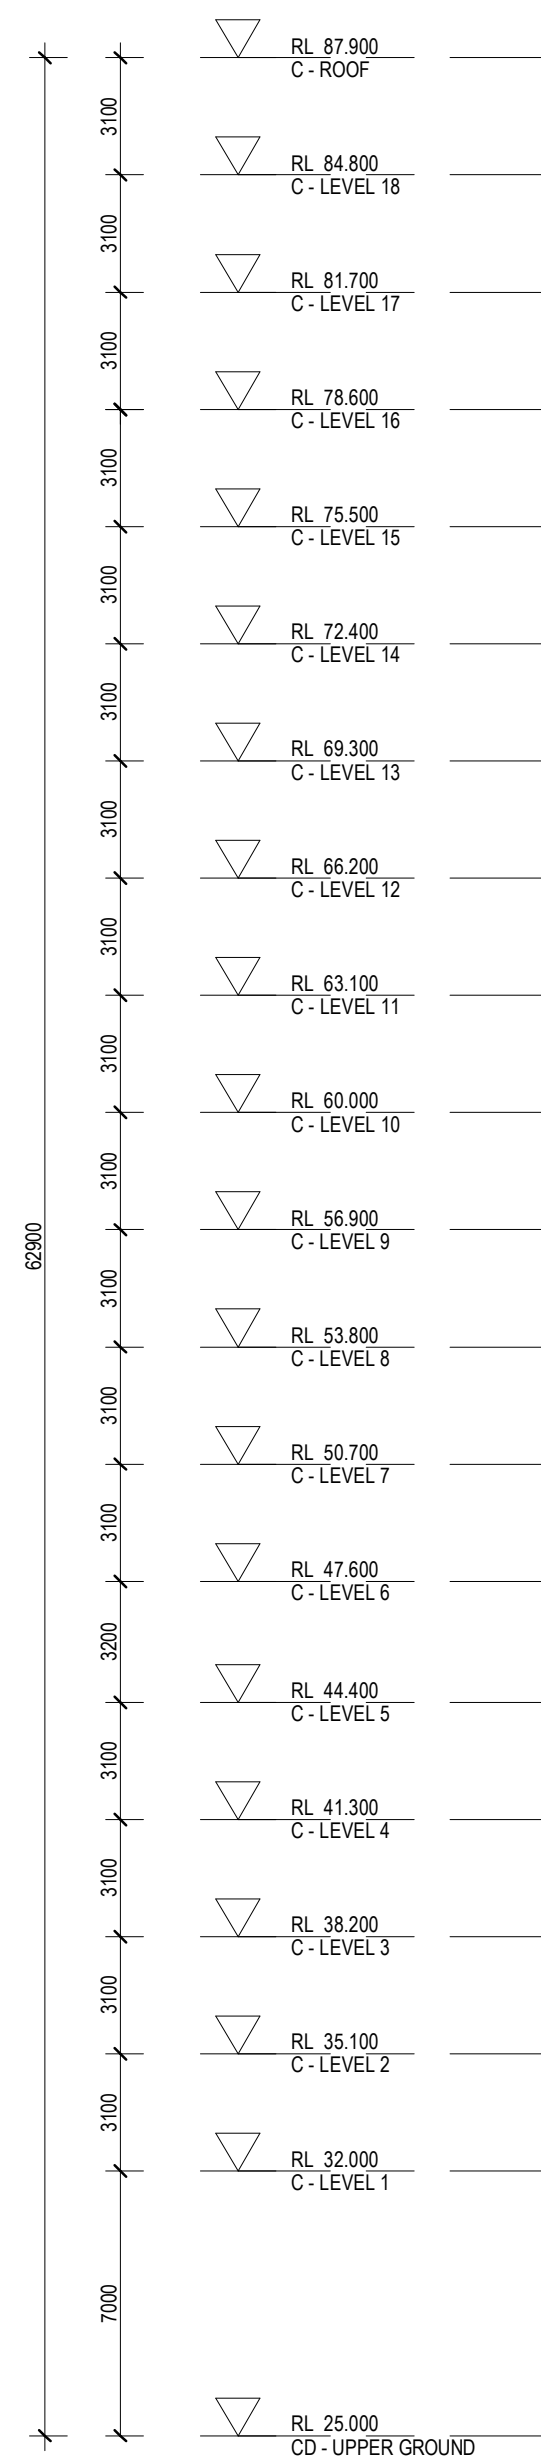 RL 87.900
C - ROOF
3100
RL 84.800
C - LEVEL 18
3100
RL 81.700
C - LEVEL 17
3100
RL 78.600
C - LEVEL 16
3100
RL 75.500
C - LEVEL 15
3100
RL 72.400
C - LEVEL 14
3100
RL 69.300
C - LEVEL 13
3100
RL 66.200
C - LEVEL 12
3100
RL 63.100
C - LEVEL 11
3100
RL 60.000
C - LEVEL 10
3100
RL 56.900
C - LEVEL 9
62900
3100
RL 53.800
C - LEVEL 8
3100
RL 50.700
C - LEVEL 7
3100
RL 47.600
C - LEVEL 6
3200
RL 44.400
C - LEVEL 5
3100
RL 41.300
C - LEVEL 4
3100
RL 38.200
C - LEVEL 3
3100
RL 35.100
C - LEVEL 2
3100
RL 32.000
C - LEVEL 1
7000
RL 25.000
CD - UPPER GROUND